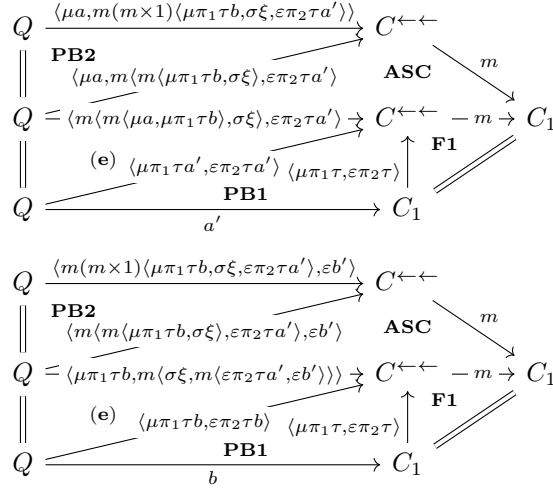 Q ⟨μa,m(m×1)⟨μπ₁τb,σξ,επ₂τa′⟩⟩ C←←
PB2
⟨μa,m⟨m⟨μπ₁τb,σξ⟩,επ₂τa′⟩ ASC m
Q ⟨m⟨m⟨μa,μπ₁τb⟩,σξ⟩,επ₂τa′⟩ C←← m C₁
(e) ⟨μπ₁τa′,επ₂τa′⟩ ⟨μπ₁τ,επ₂τ⟩ F1
PB1
Q a′ C₁
Q ⟨m(m×1)⟨μπ₁τb,σξ,επ₂τa′⟩,εb′⟩ C←←
PB2
⟨m⟨m⟨μπ₁τb,σξ⟩,επ₂τa′⟩,εb′⟩ ASC m
Q ⟨μπ₁τb,m⟨σξ,m⟨επ₂τa′,εb′⟩⟩⟩ C←← m C₁
(e) ⟨μπ₁τb,επ₂τb⟩ ⟨μπ₁τ,επ₂τ⟩ F1
PB1
Q b C₁